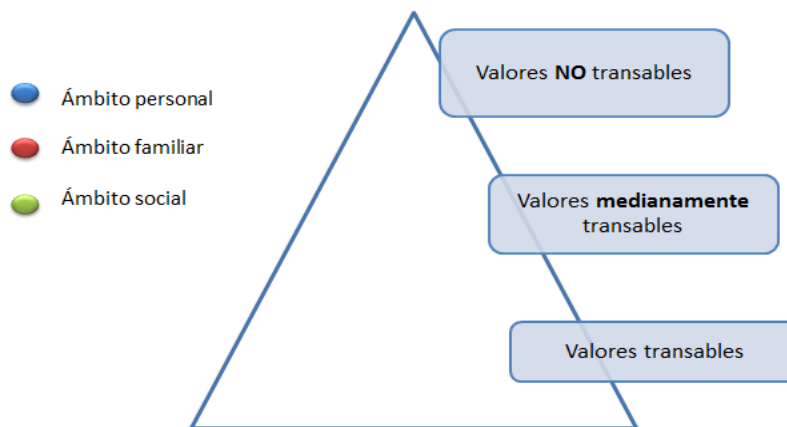 Ámbito personal
Ámbito familiar
Ámbito social
Valores NO transables
Valores medianamente
transables
Valores transables